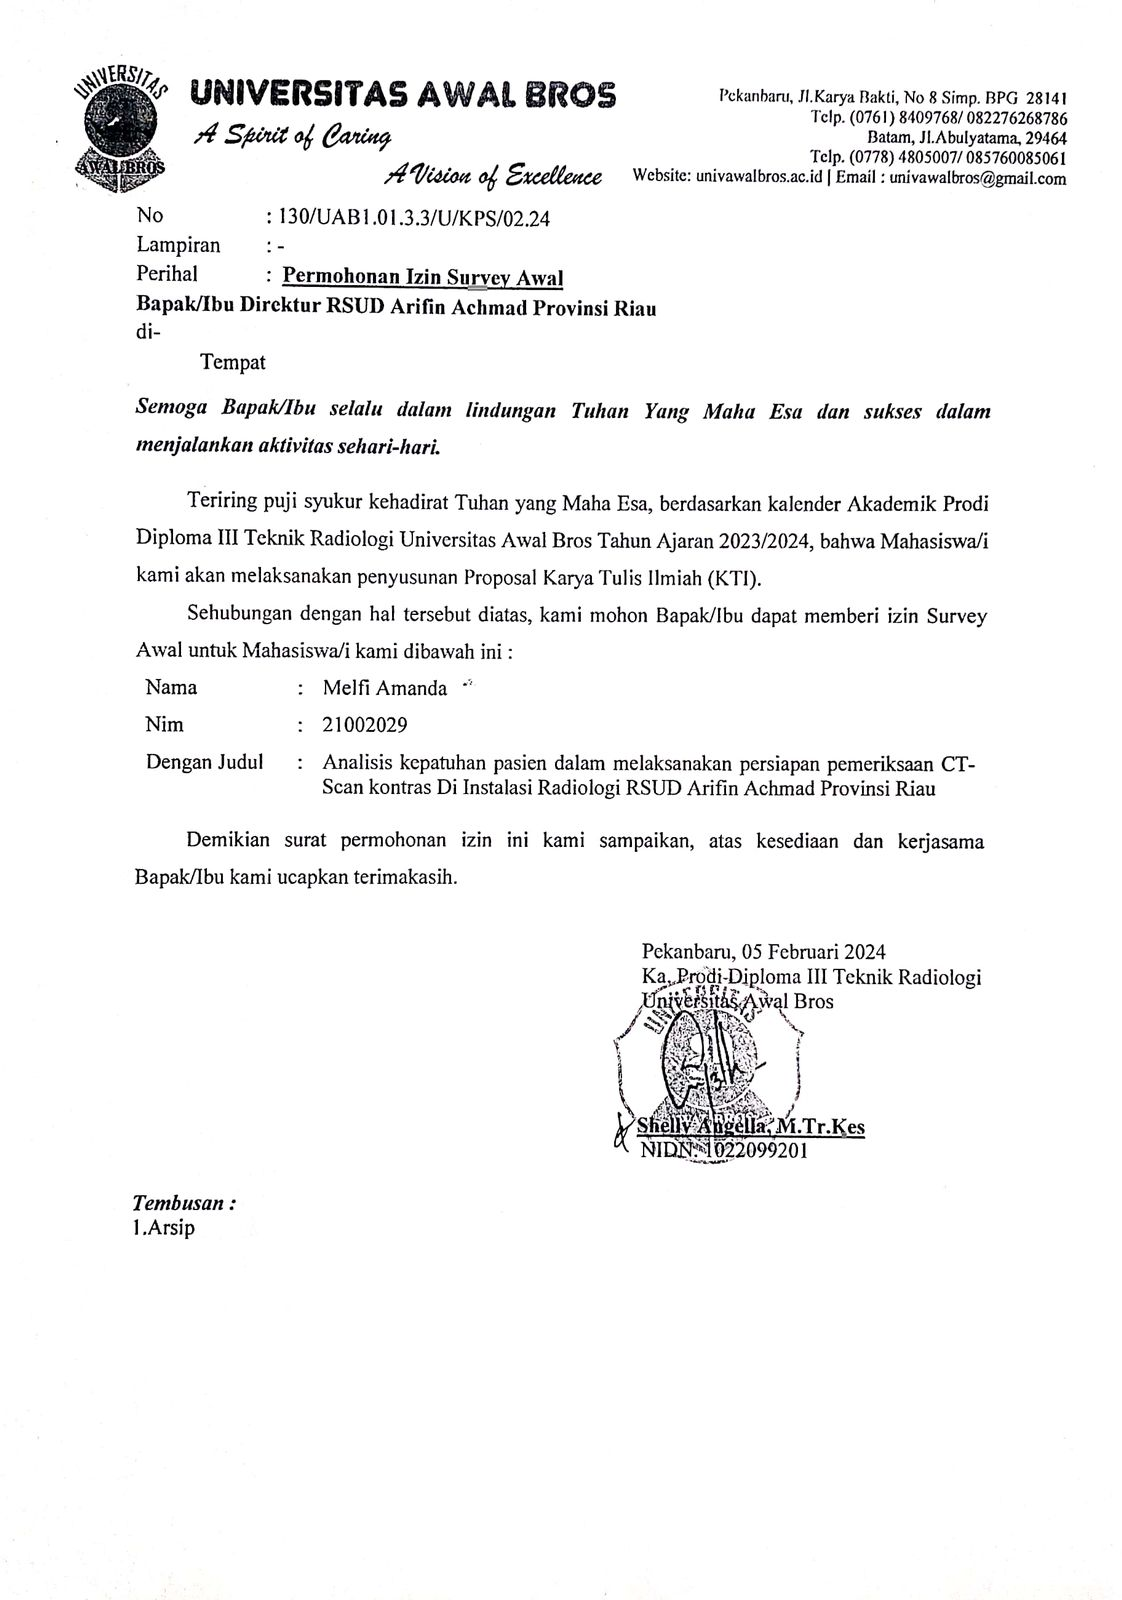 UNIVERSITAS
AWAL BROS
UNIVERSITAS AWAL BROS
A Spirit of Caring
A Vision of Excellence
Pekanbaru, Jl.Karya Bakti, No 8 Simp. BPG 28141
Telp. (0761) 8409768/ 082276268786
Batam, Jl.Abulyatama, 29464
Telp. (0778) 4805007/ 085760085061
Website: univawalbros.ac.id | Email : univawalbros@gmail.com
No : 130/UAB1.01.3.3/U/KPS/02.24
Lampiran : -
Perihal : Permohonan Izin Survey Awal
Bapak/Ibu Direktur RSUD Arifin Achmad Provinsi Riau
di-
Tempat
Semoga Bapak/Ibu selalu dalam lindungan Tuhan Yang Maha Esa dan sukses dalam
menjalankan aktivitas sehari-hari.
Teriring puji syukur kehadirat Tuhan yang Maha Esa, berdasarkan kalender Akademik Prodi
Diploma III Teknik Radiologi Universitas Awal Bros Tahun Ajaran 2023/2024, bahwa Mahasiswa/i
kami akan melaksanakan penyusunan Proposal Karya Tulis Ilmiah (KTI).
Sehubungan dengan hal tersebut diatas, kami mohon Bapak/Ibu dapat memberi izin Survey
Awal untuk Mahasiswa/i kami dibawah ini :
Nama : Melfi Amanda
Nim : 21002029
Dengan Judul : Analisis kepatuhan pasien dalam melaksanakan persiapan pemeriksaan CT-
Scan kontras Di Instalasi Radiologi RSUD Arifin Achmad Provinsi Riau
Demikian surat permohonan izin ini kami sampaikan, atas kesediaan dan kerjasama
Bapak/Ibu kami ucapkan terimakasih.
Pekanbaru, 05 Februari 2024
Ka. Prodi Diploma III Teknik Radiologi
Universitas Awal Bros
UNIVERSITAS
Shelly Angella, M.Tr.Kes
NIDN. 1022099201
Tembusan :
1.Arsip